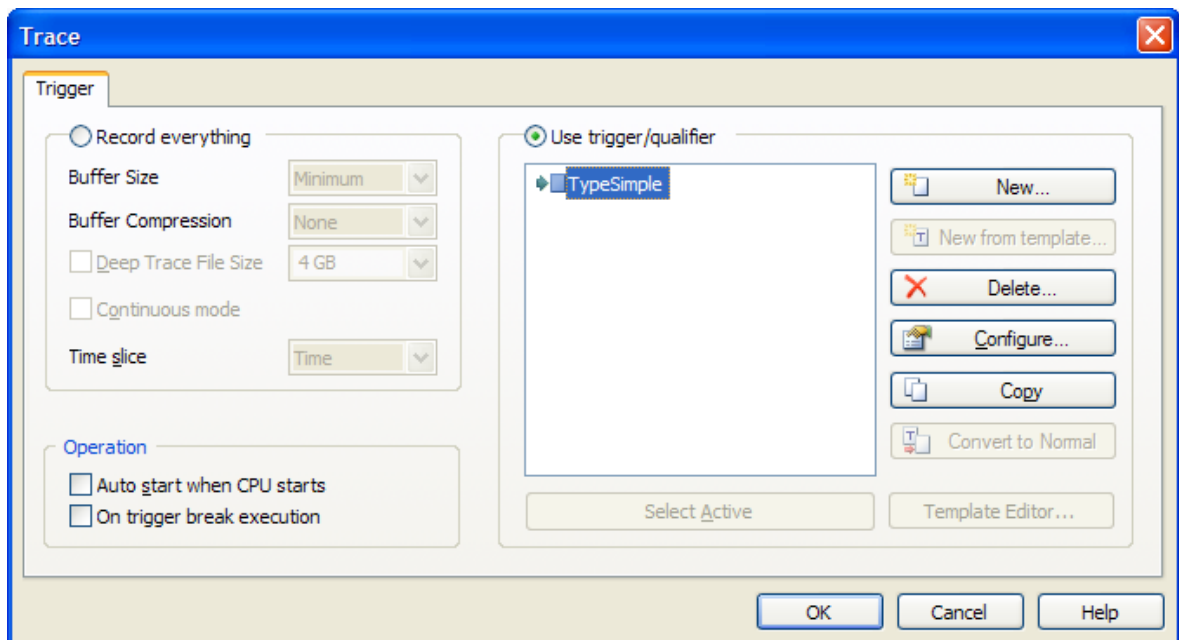 Trace
Trigger
Record everything
Buffer Size Minimum
Buffer Compression None
Deep Trace File Size 4 GB
Continuous mode
Time slice Time
Operation
Auto start when CPU starts
On trigger break execution
Use trigger/qualifier
TypeSimple
New...
New from template...
Delete...
Configure...
Copy
Convert to Normal
Select Active
Template Editor...
OK Cancel Help